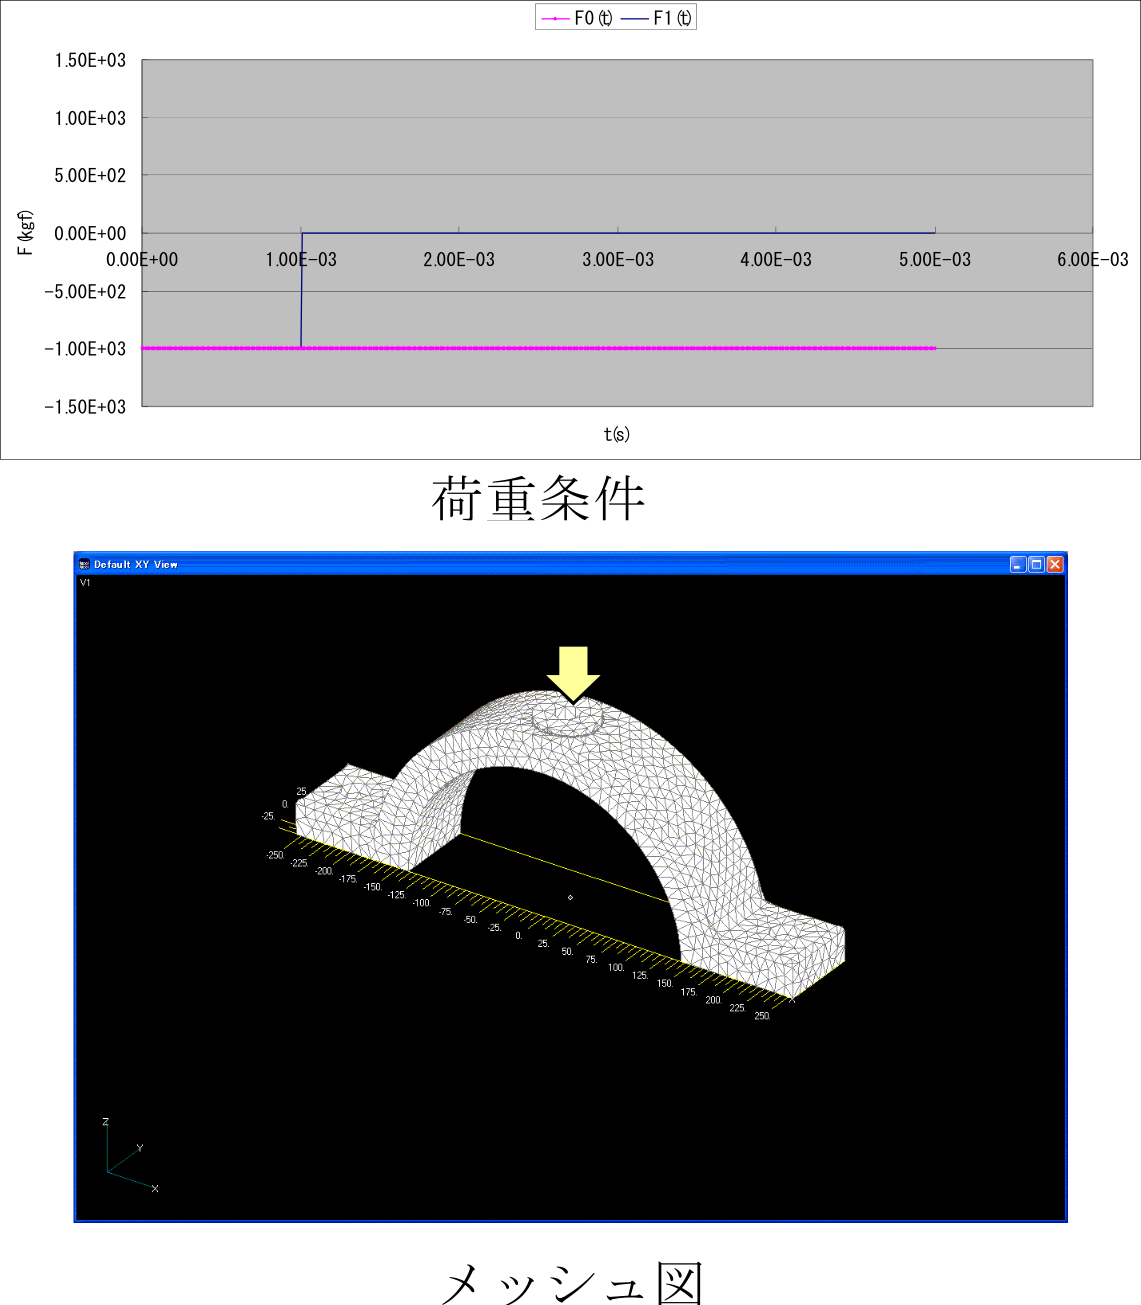 F0(t) F1(t)
1.50E+03
1.00E+03
5.00E+02
0.00E+00
-5.00E+02
-1.00E+03
-1.50E+03
F(kgf)
0.00E+00 1.00E-03 2.00E-03 3.00E-03 4.00E-03 5.00E-03 6.00E-03
t(s)
荷重条件
Default XY View
V1
25.
0.
-25.
-250. -225. -200. -175. -150. -125. -100. -75. -50. -25. 0. 25. 50. 75. 100. 125. 150. 175. 200. 225. 250.
Z
Y
X
メッシュ図